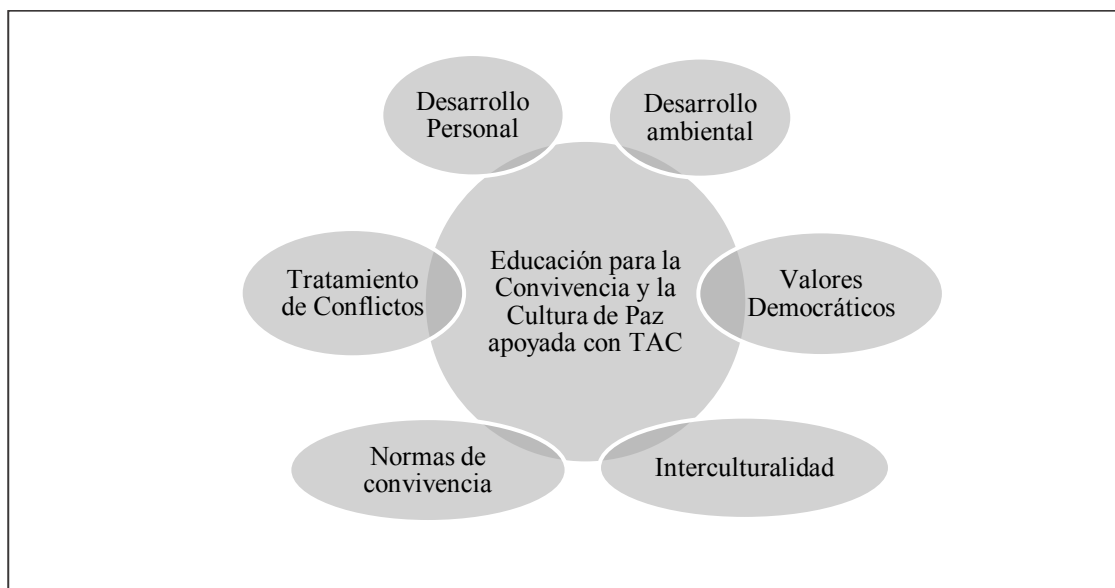 Desarrollo
Personal
Desarrollo
ambiental
Tratamiento
de Conflictos
Educación para la
Convivencia y la
Cultura de Paz
apoyada con TAC
Valores
Democráticos
Normas de
convivencia
Interculturalidad